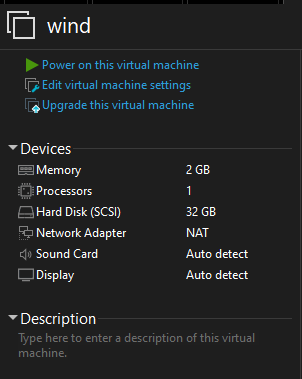 wind
Power on this virtual machine
Edit virtual machine settings
Upgrade this virtual machine
Devices
Memory 2 GB
Processors 1
Hard Disk (SCSI) 32 GB
Network Adapter NAT
Sound Card Auto detect
Display Auto detect
Description
Type here to enter a description of this virtual
machine.